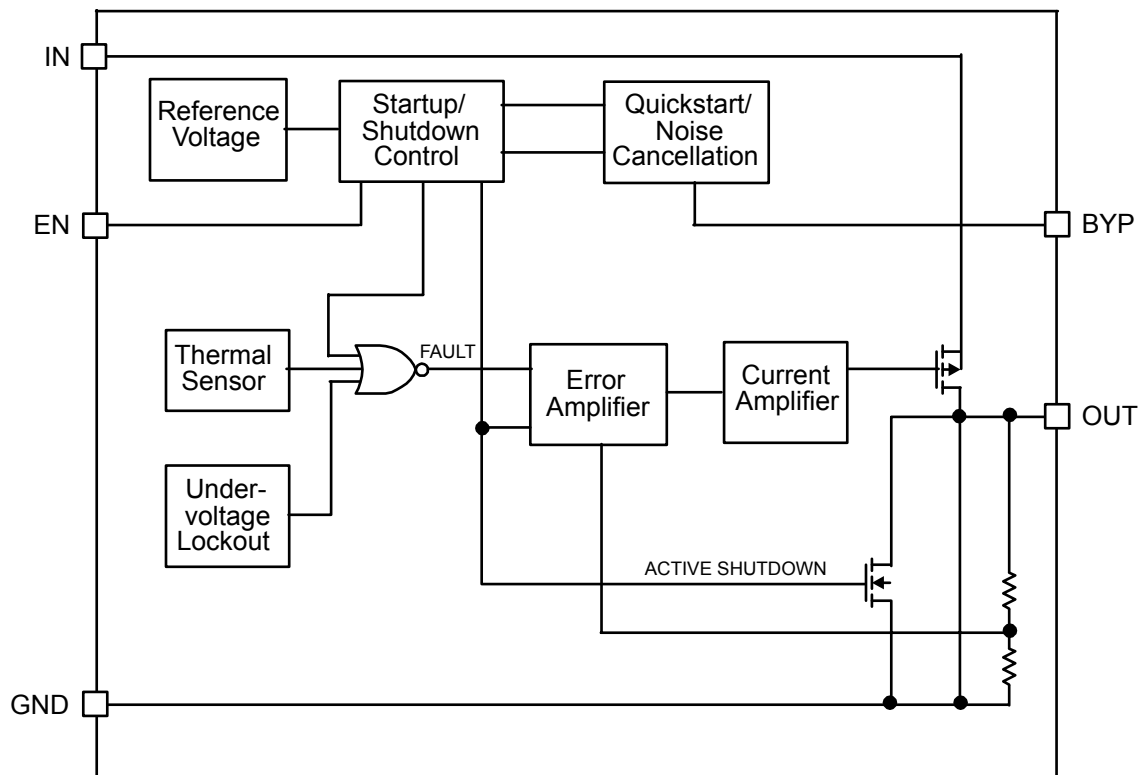 IN
Reference
Voltage
Startup/
Shutdown
Control
Quickstart/
Noise
Cancellation
EN
BYP
Thermal
Sensor
FAULT
Error
Amplifier
Current
Amplifier
OUT
Under-
voltage
Lockout
ACTIVE SHUTDOWN
GND